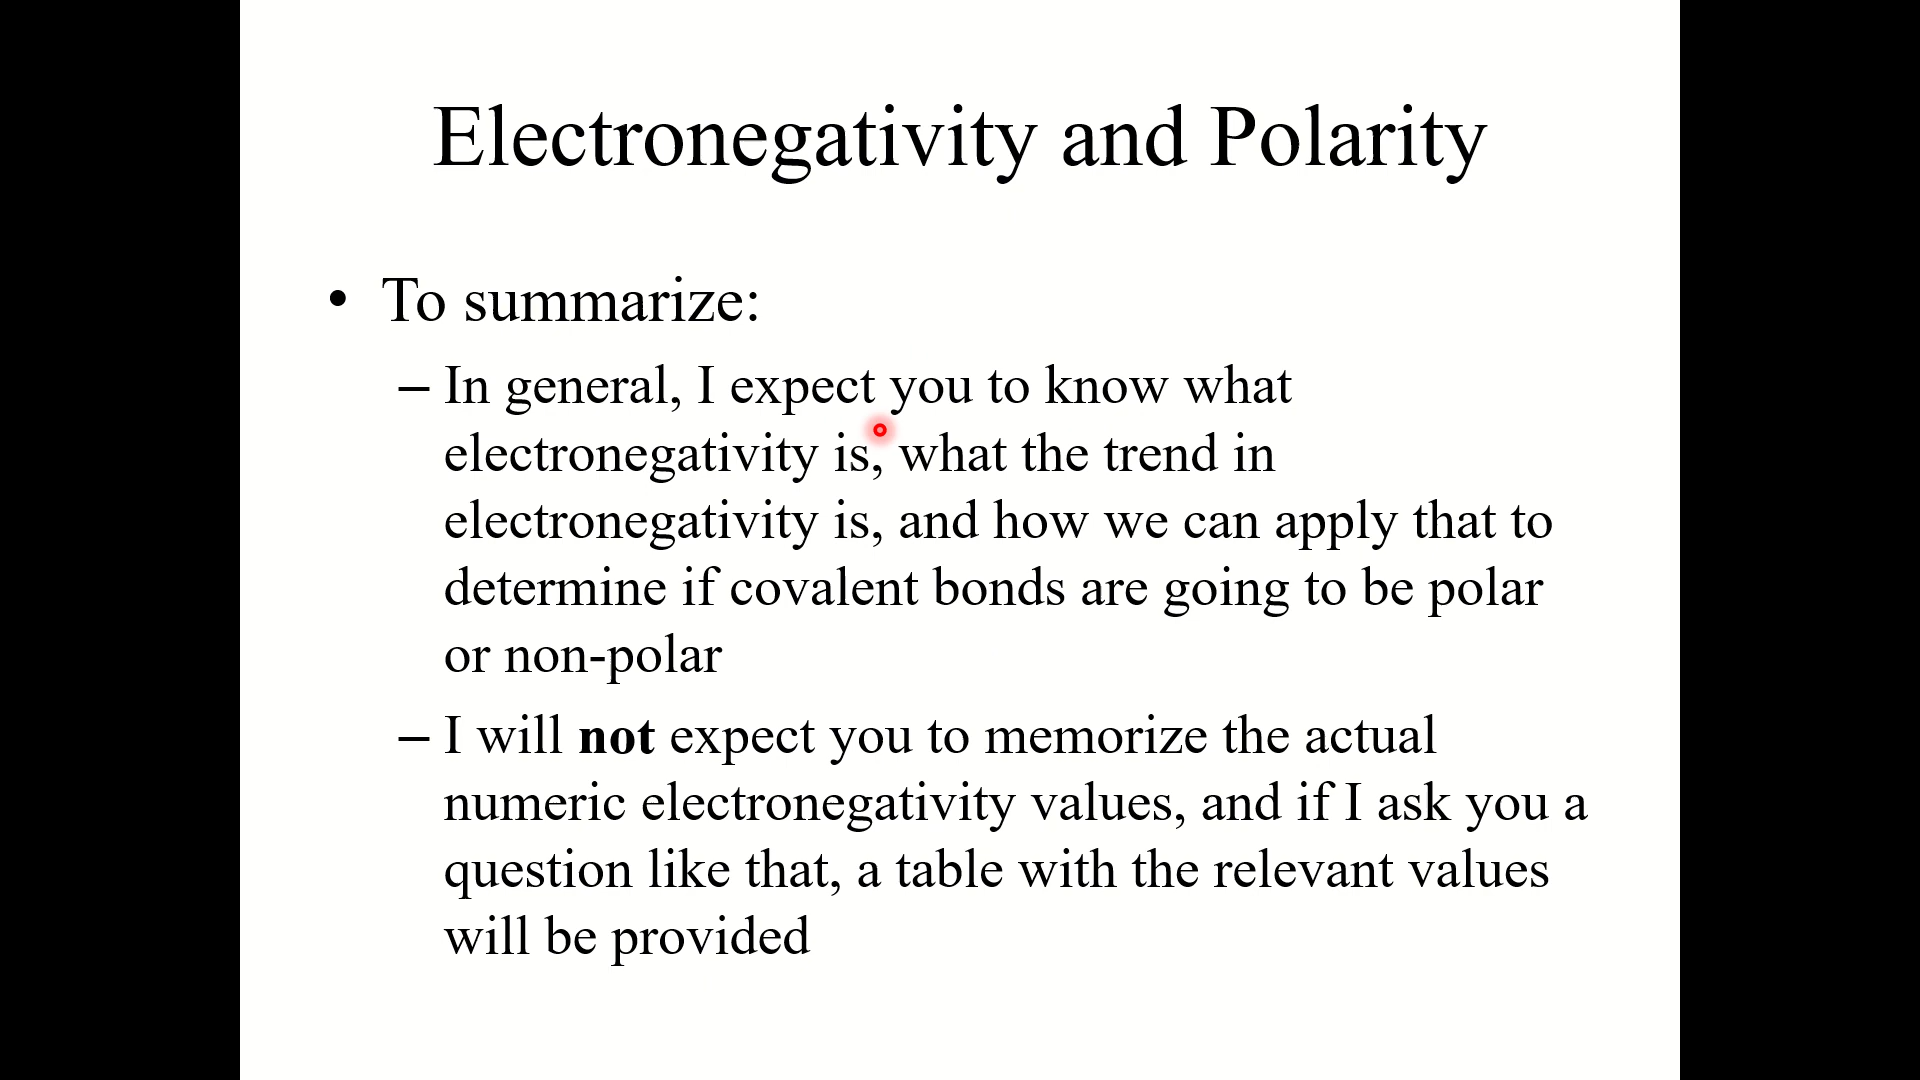 Electronegativity and Polarity
• To summarize:
– In general, I expect you to know what
electronegativity is, what the trend in
electronegativity is, and how we can apply that to
determine if covalent bonds are going to be polar
or non-polar
– I will not expect you to memorize the actual
numeric electronegativity values, and if I ask you a
question like that, a table with the relevant values
will be provided